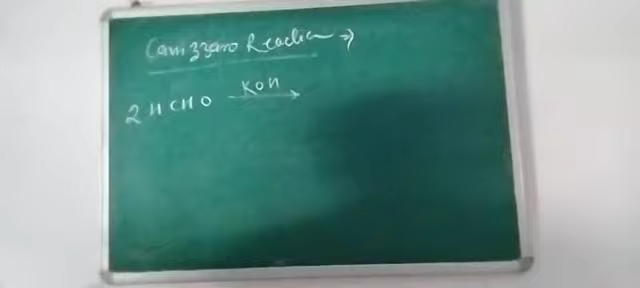 Cannizzaro Reaction →
KOH
2 HCHO →